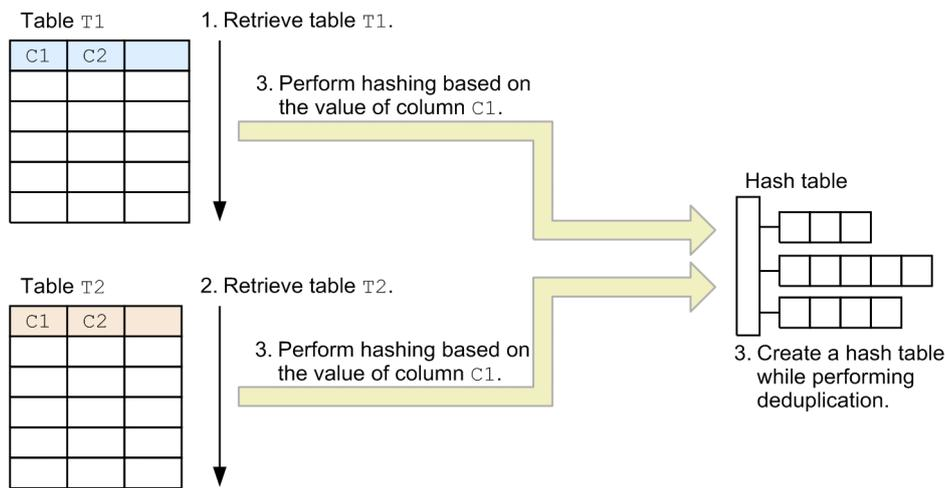 Table T1
1. Retrieve table T1.
C1 C2
3. Perform hashing based on
the value of column C1.
Hash table
Table T2
2. Retrieve table T2.
C1 C2
3. Perform hashing based on
the value of column C1.
3. Create a hash table
while performing
deduplication.